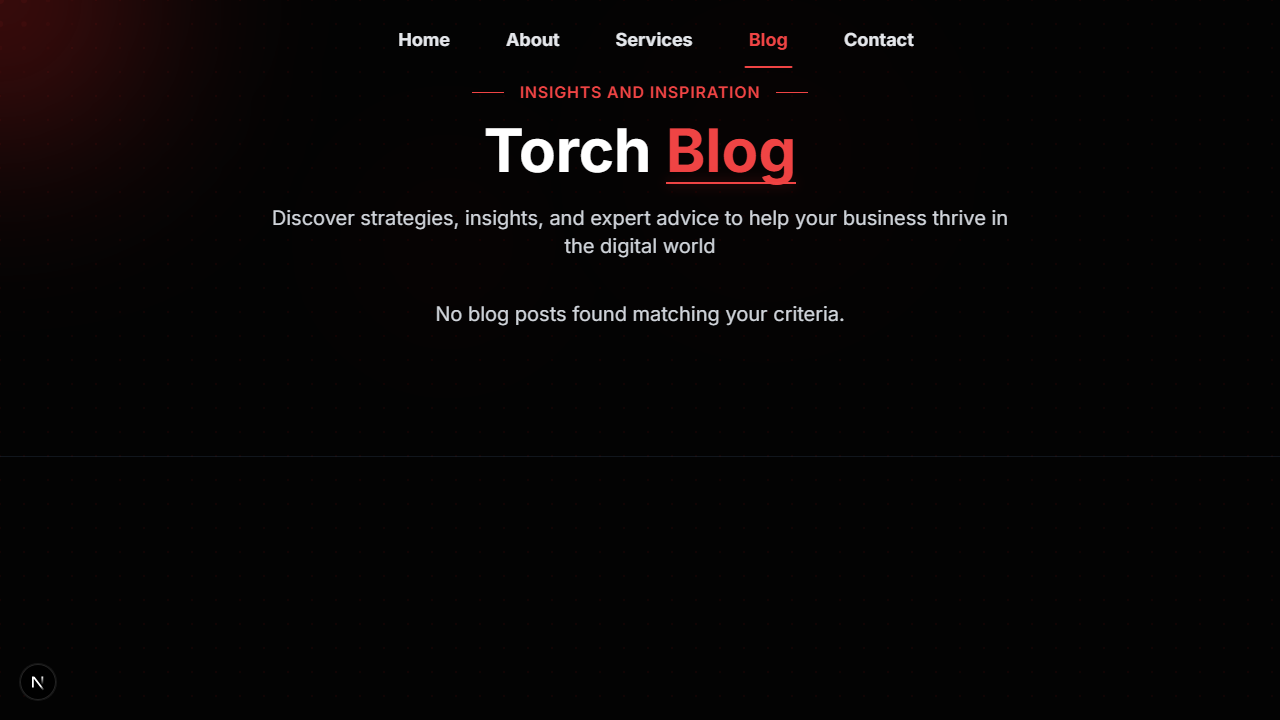 Home About Services Blog Contact
INSIGHTS AND INSPIRATION
Torch Blog
Discover strategies, insights, and expert advice to help your business thrive in
the digital world
No blog posts found matching your criteria.
N